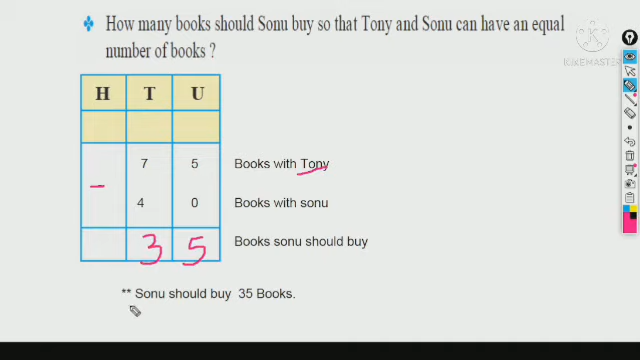 How many books should Sonu buy so that Tony and Sonu can have an equal
number of books ?
KINEMASTER
H T U
7 5 Books with Tony
- 4 0 Books with sonu
3 5 Books sonu should buy
** Sonu should buy 35 Books.